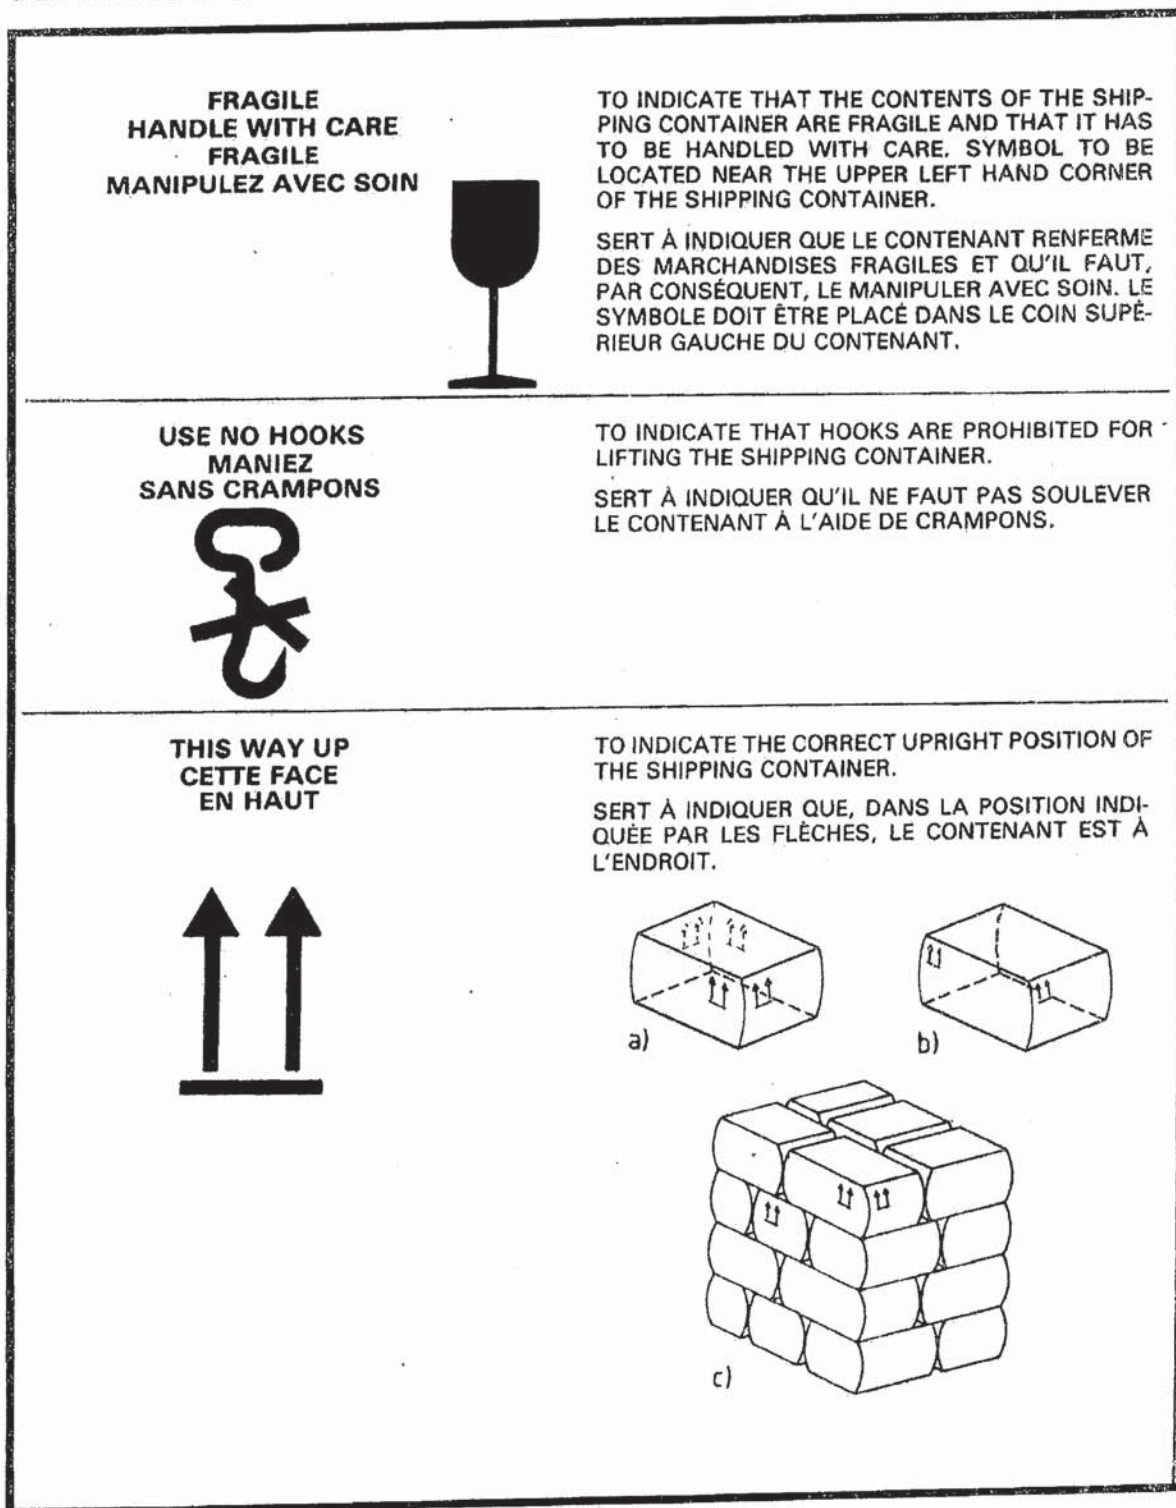 FRAGILE
HANDLE WITH CARE
FRAGILE
MANIPULEZ AVEC SOIN
TO INDICATE THAT THE CONTENTS OF THE SHIP-
PING CONTAINER ARE FRAGILE AND THAT IT HAS
TO BE HANDLED WITH CARE. SYMBOL TO BE
LOCATED NEAR THE UPPER LEFT HAND CORNER
OF THE SHIPPING CONTAINER.
SERT À INDIQUER QUE LE CONTENANT RENFERME
DES MARCHANDISES FRAGILES ET QU'IL FAUT,
PAR CONSÉQUENT, LE MANIPULER AVEC SOIN. LE
SYMBOLE DOIT ÊTRE PLACÉ DANS LE COIN SUPÉ-
RIEUR GAUCHE DU CONTENANT.
USE NO HOOKS
MANIEZ
SANS CRAMPONS
TO INDICATE THAT HOOKS ARE PROHIBITED FOR
LIFTING THE SHIPPING CONTAINER.
SERT À INDIQUER QU'IL NE FAUT PAS SOULEVER
LE CONTENANT À L'AIDE DE CRAMPONS.
THIS WAY UP
CETTE FACE
EN HAUT
TO INDICATE THE CORRECT UPRIGHT POSITION OF
THE SHIPPING CONTAINER.
SERT À INDIQUER QUE, DANS LA POSITION INDI-
QUÉE PAR LES FLÈCHES, LE CONTENANT EST À
L'ENDROIT.
a)
b)
c)